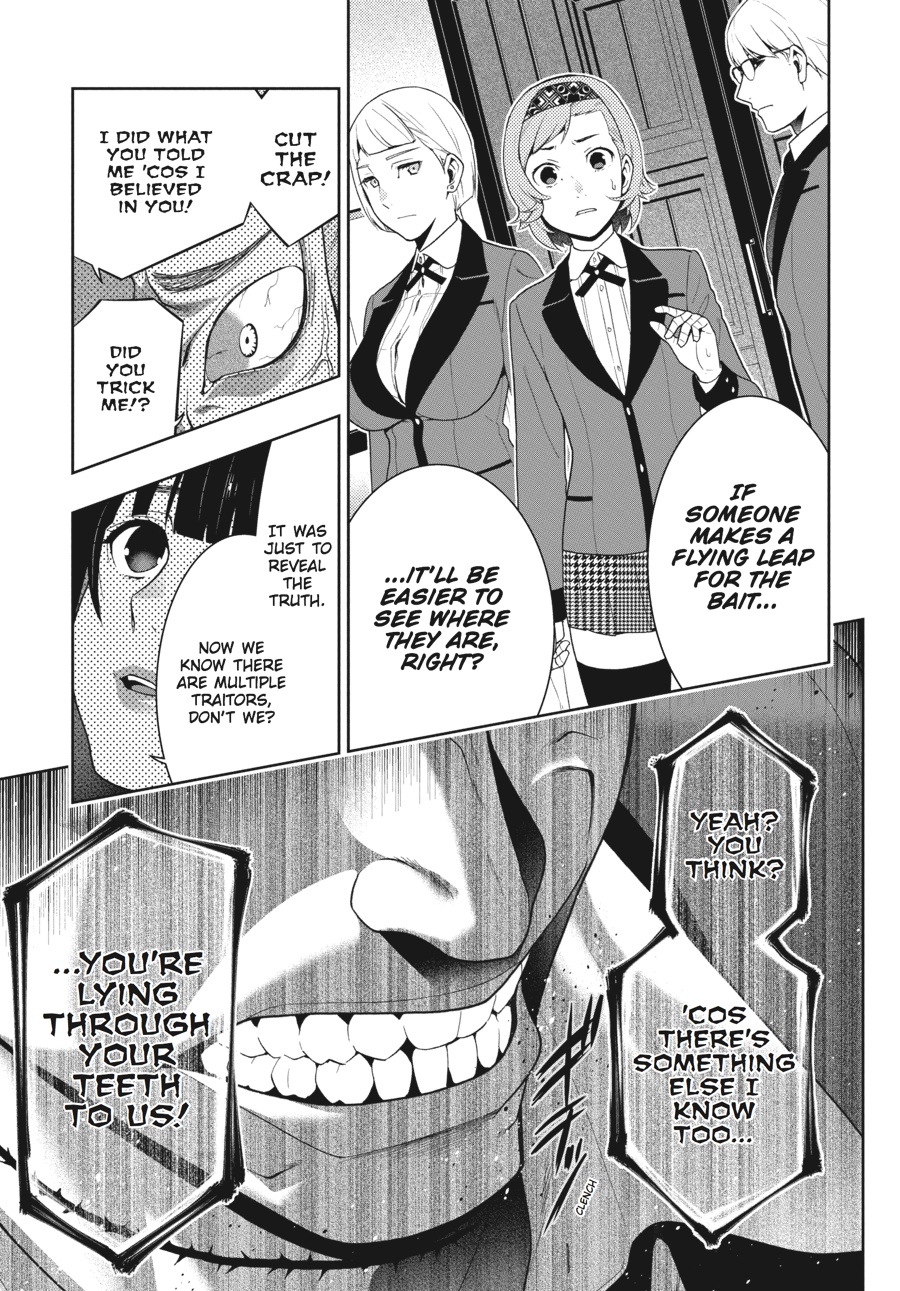 IF
SOMEONE
MAKES A
FLYING LEAP
FOR THE
BAIT...
...IT'LL BE
EASIER TO
SEE WHERE
THEY ARE,
RIGHT?
CUT
THE
CRAP!
I DID WHAT
YOU TOLD
ME 'COS I
BELIEVED
IN YOU!
DID
YOU
TRICK
ME!?
IT WAS
JUST TO
REVEAL
THE
TRUTH.
NOW WE
KNOW THERE
ARE MULTIPLE
TRAITORS,
DON'T WE?
YEAH?
YOU
THINK?
'COS
THERE'S
SOMETHING
ELSE I
KNOW
TOO...
ギリッ
CLENCH
...YOU'RE
LYING
THROUGH
YOUR
TEETH
TO US!